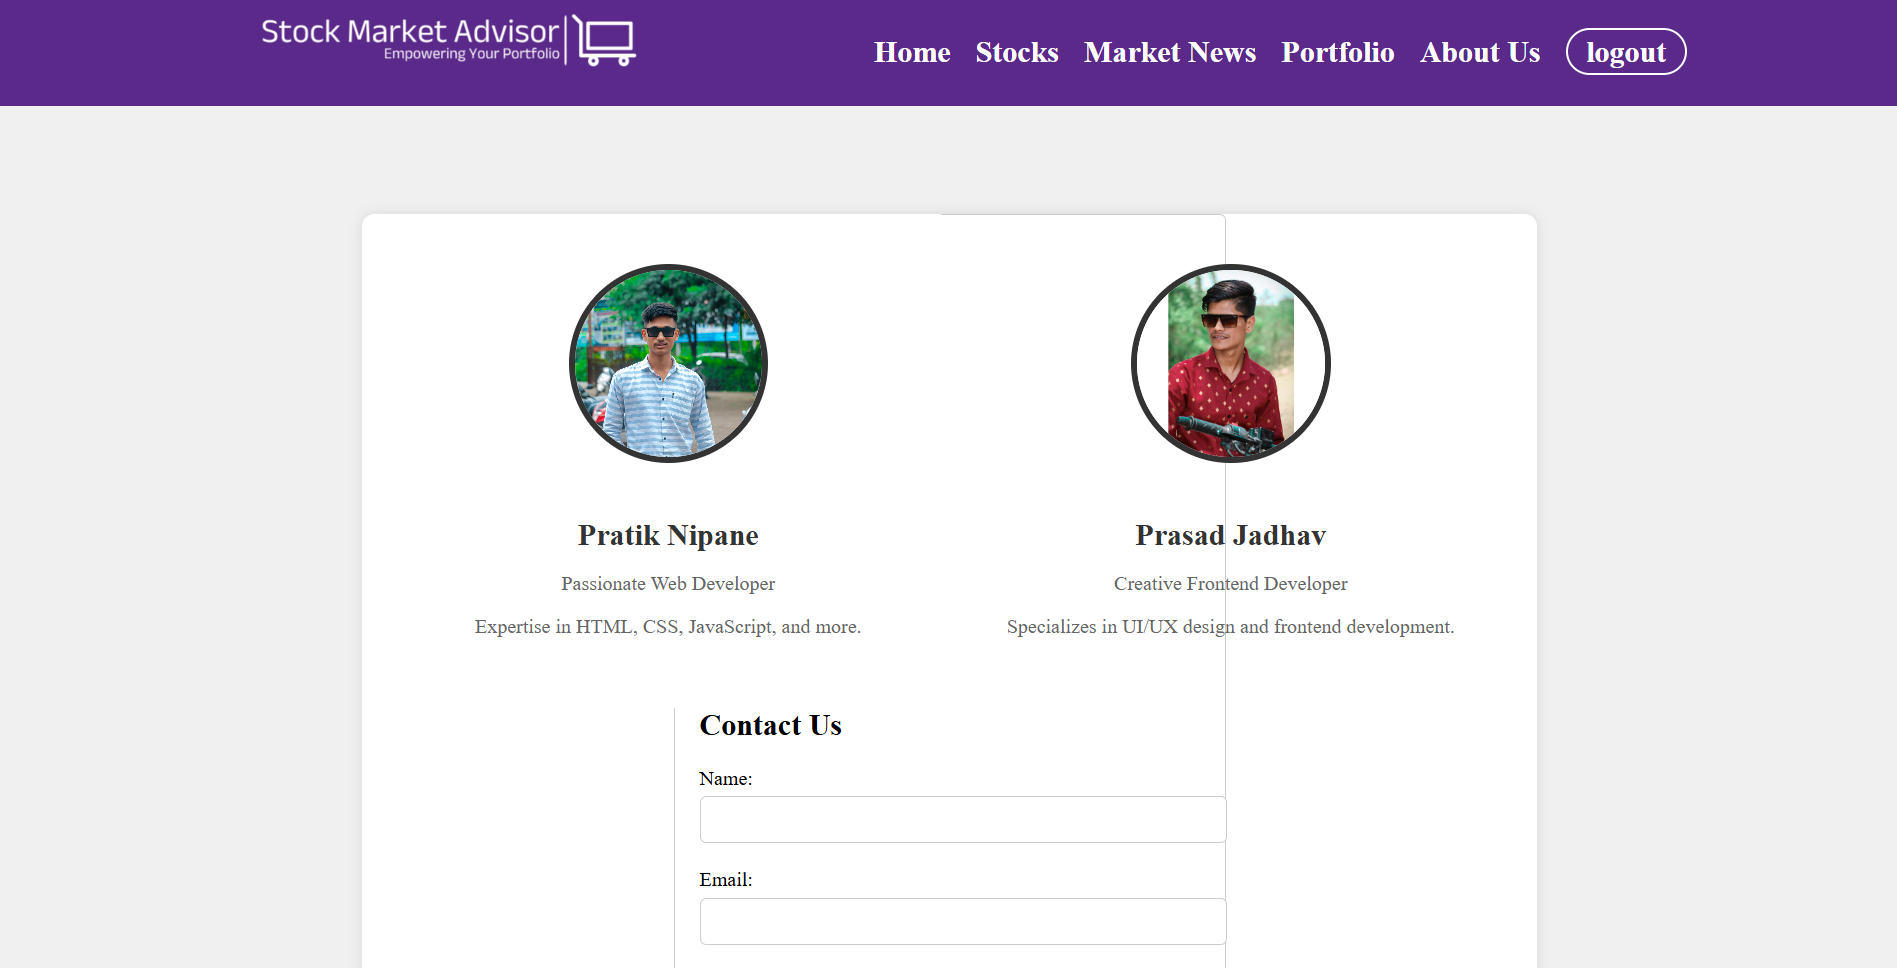 Stock Market Advisor
Empowering Your Portfolio
Home Stocks Market News Portfolio About Us logout
Pratik Nipane
Passionate Web Developer
Expertise in HTML, CSS, JavaScript, and more.
Prasad Jadhav
Creative Frontend Developer
Specializes in UI/UX design and frontend development.
Contact Us
Name:
Email: